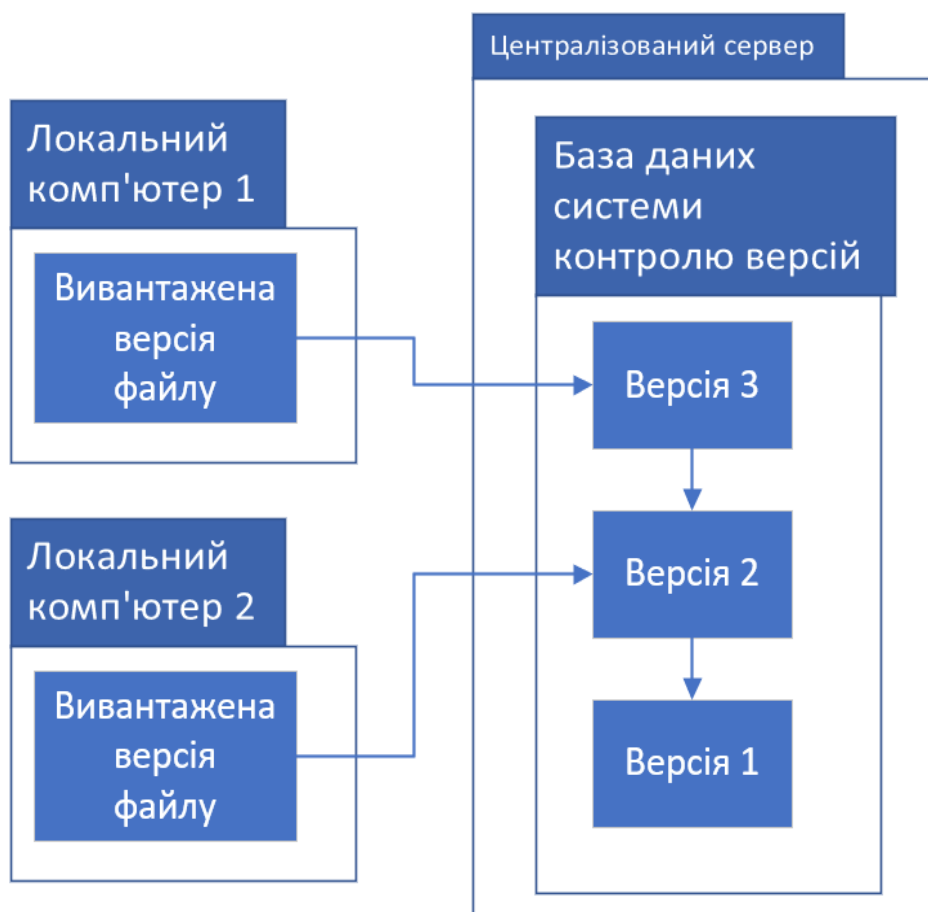 Централізований сервер
Локальний
комп'ютер 1
Вивантажена
версія
файлу
База даних
системи
контролю версій
Версія 3
Версія 2
Версія 1
Локальний
комп'ютер 2
Вивантажена
версія
файлу